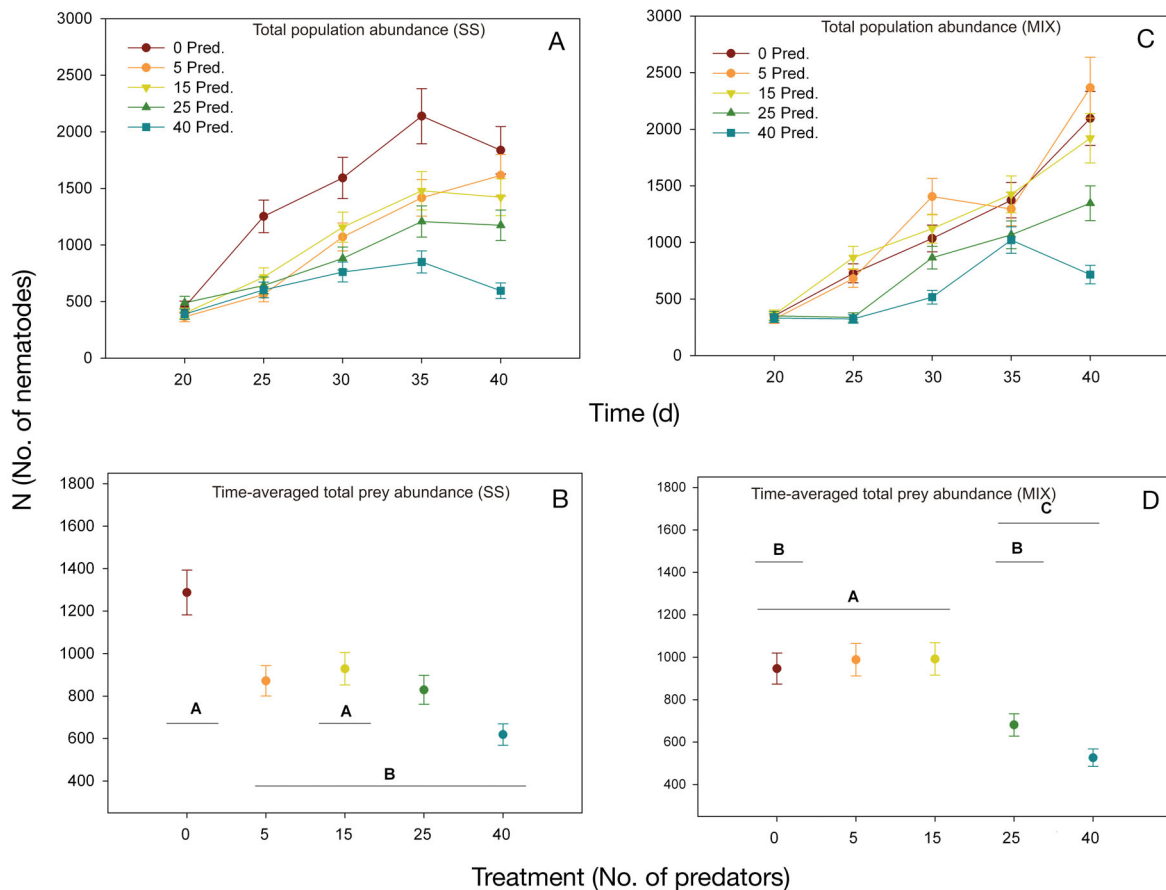 Total population abundance (SS)
A
0 Pred.
5 Pred.
15 Pred.
25 Pred.
40 Pred.
3000
2500
2000
1500
1000
500
0
20 25 30 35 40
Total population abundance (MIX)
C
0 Pred.
5 Pred.
15 Pred.
25 Pred.
40 Pred.
3000
2500
2000
1500
1000
500
0
20 25 30 35 40
Time (d)
N (No. of nematodes)
Time-averaged total prey abundance (SS)
B
1800
1600
1400
1200
1000
800
600
400
A
A
B
0 5 15 25 40
Time-averaged total prey abundance (MIX)
D
1800
1600
1400
1200
1000
800
600
400
C
B
B
A
0 5 15 25 40
Treatment (No. of predators)